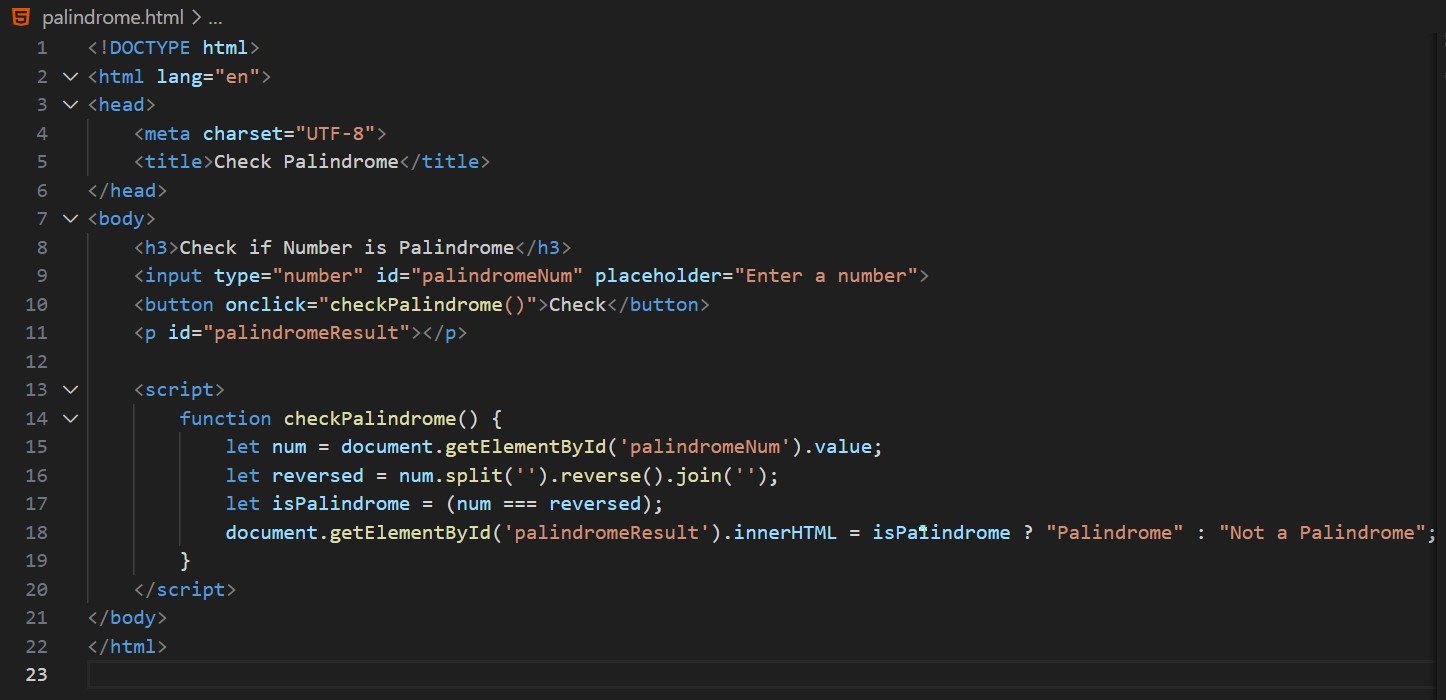 palindrome.html > ...
1 <!DOCTYPE html>
2 <html lang="en">
3 <head>
4     <meta charset="UTF-8">
5     <title>Check Palindrome</title>
6 </head>
7 <body>
8     <h3>Check if Number is Palindrome</h3>
9     <input type="number" id="palindromeNum" placeholder="Enter a number">
10     <button onclick="checkPalindrome()">Check</button>
11     <p id="palindromeResult"></p>
12
13     <script>
14         function checkPalindrome() {
15             let num = document.getElementById('palindromeNum').value;
16             let reversed = num.split('').reverse().join('');
17             let isPalindrome = (num === reversed);
18             document.getElementById('palindromeResult').innerHTML = isPalindrome ? "Palindrome" : "Not a Palindrome";
19         }
20     </script>
21 </body>
22 </html>
23